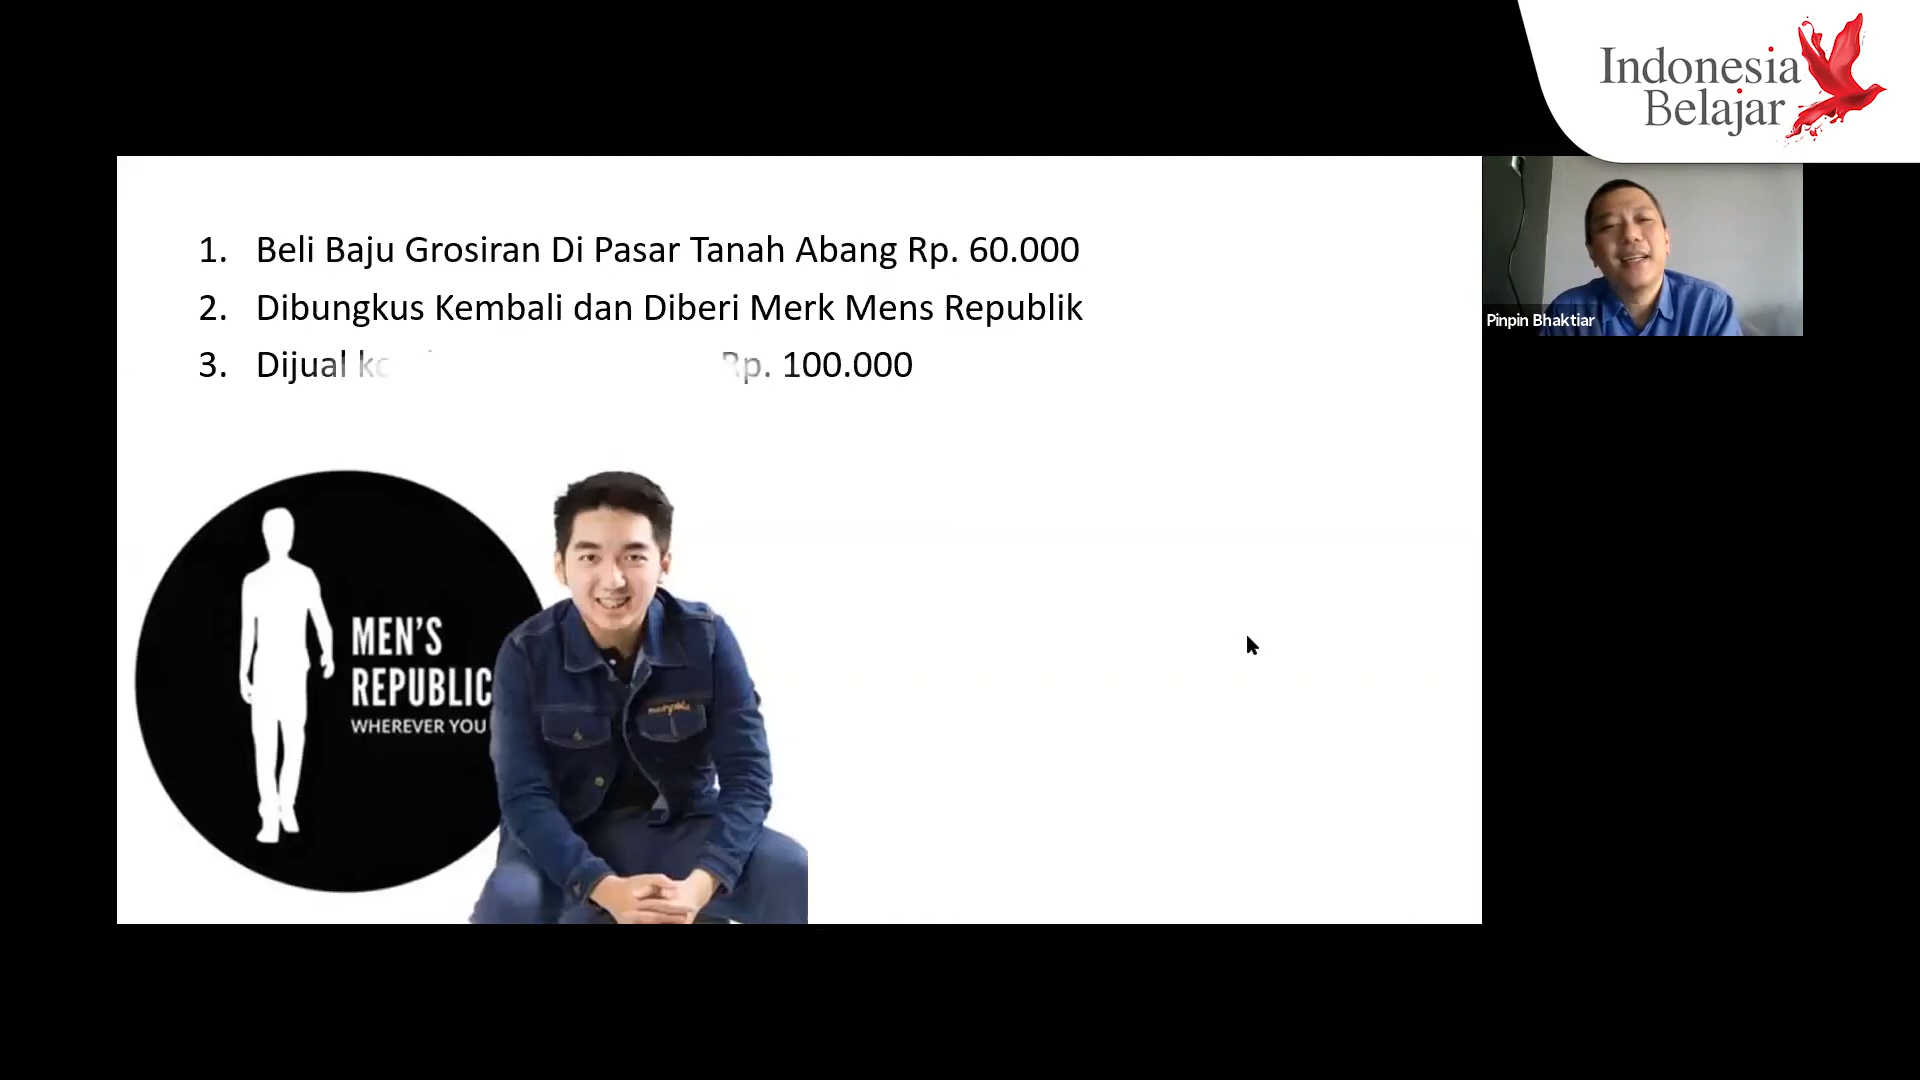 Indonesia
Belajar
1. Beli Baju Grosiran Di Pasar Tanah Abang Rp. 60.000
2. Dibungkus Kembali dan Diberi Merk Mens Republik
3. Dijual Rp. 100.000
Pinpin Bhaktiar
MEN'S
REPUBLIC
WHEREVER YOU